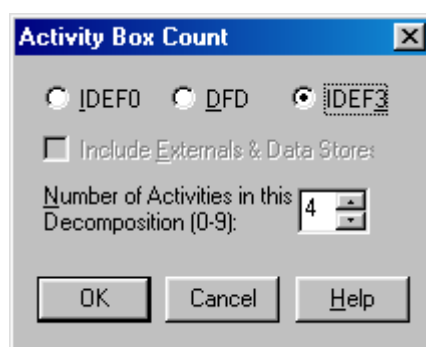 Activity Box Count
IDEF0 DFD IDEF3
Include Externals & Data Stores
Number of Activities in this
Decomposition (0-9):
4
OK Cancel Help